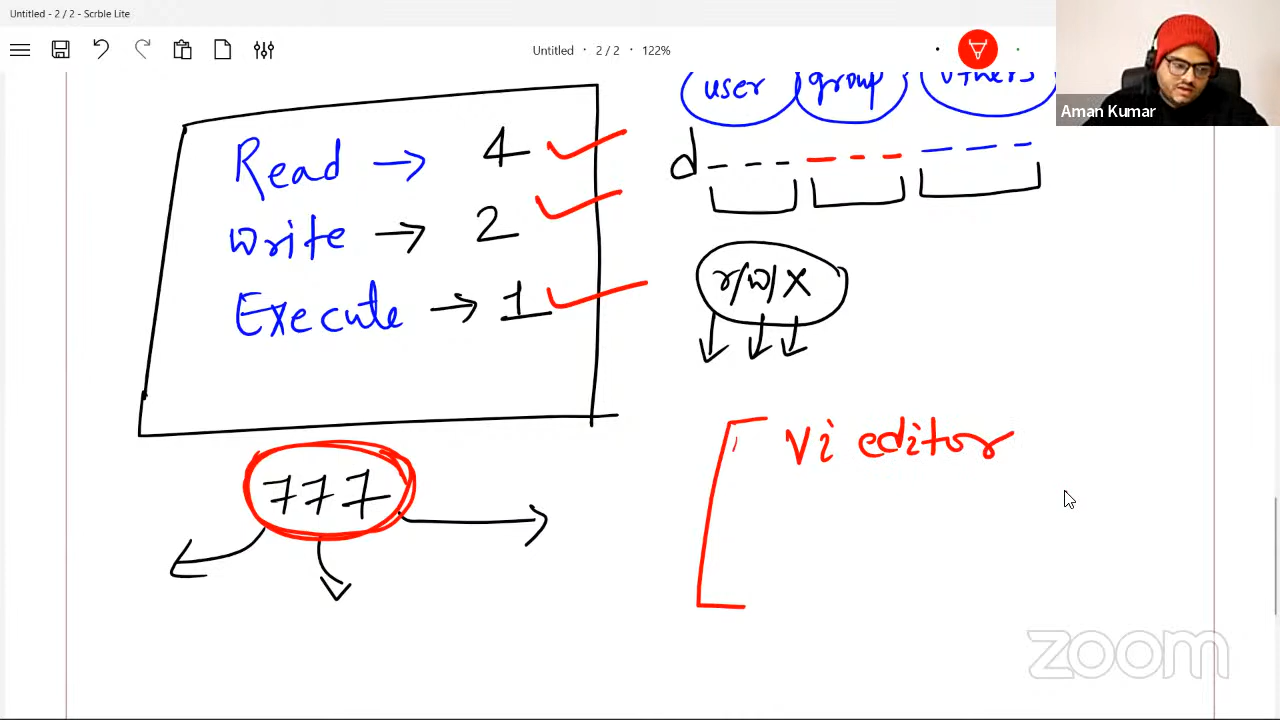 Untitled - 2 / 2 - Scrble Lite
Untitled • 2 / 2 • 122%
Aman Kumar
user group others
d
Read → 4
Write → 2
Execute → 1
r/w/x
777
Vi editor
zoom